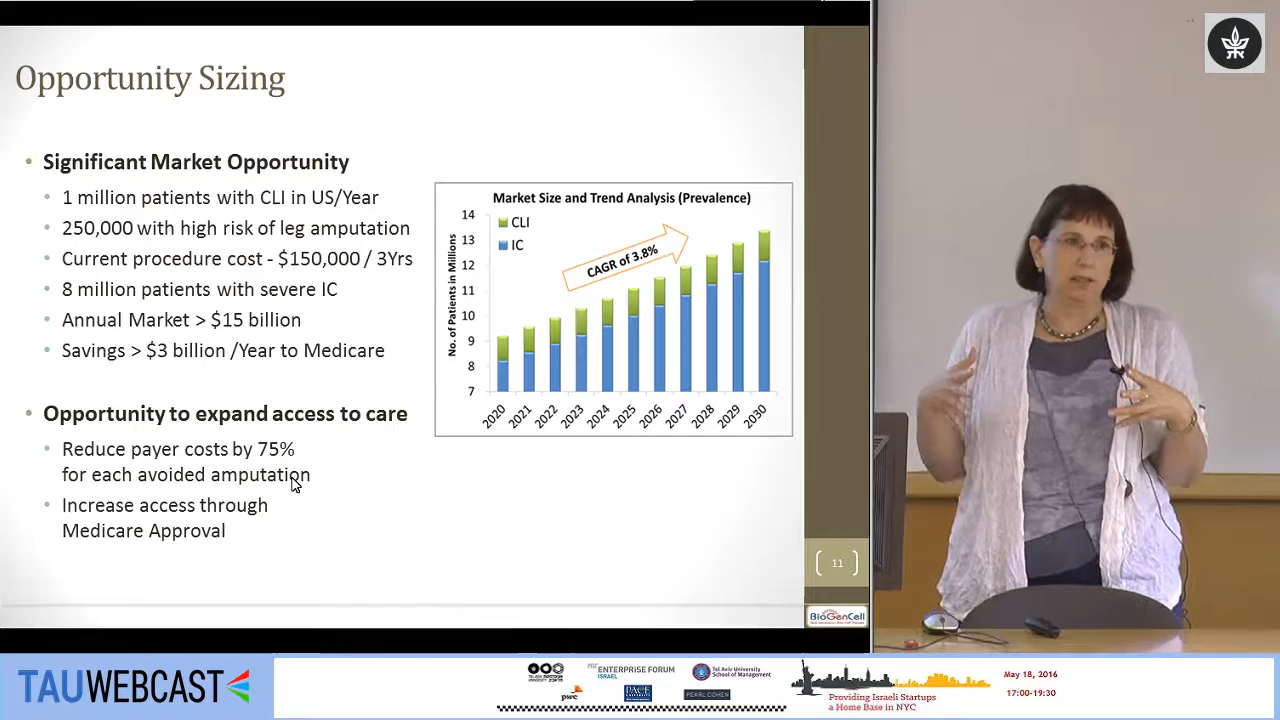 Opportunity Sizing
• Significant Market Opportunity
• 1 million patients with CLI in US/Year
• 250,000 with high risk of leg amputation
• Current procedure cost - $150,000 / 3Yrs
• 8 million patients with severe IC
• Annual Market > $15 billion
• Savings > $3 billion /Year to Medicare
• Opportunity to expand access to care
• Reduce payer costs by 75%
for each avoided amputation
• Increase access through
Medicare Approval
Market Size and Trend Analysis (Prevalence)
No. of Patients in Millions
14
13
12
11
10
9
8
7
CLI
IC
CAGR of 3.8%
2020 2021 2022 2023 2024 2025 2026 2027 2028 2029 2030
11
BioGenCell
TAUWEBCAST
ENTERPRISE FORUM
ISRAEL
Tel Aviv University
School of Management
pwc
PACE
PEARL COHEN
Providing Israeli Startups
a Home Base in NYC
May 18, 2016
17:00-19:30